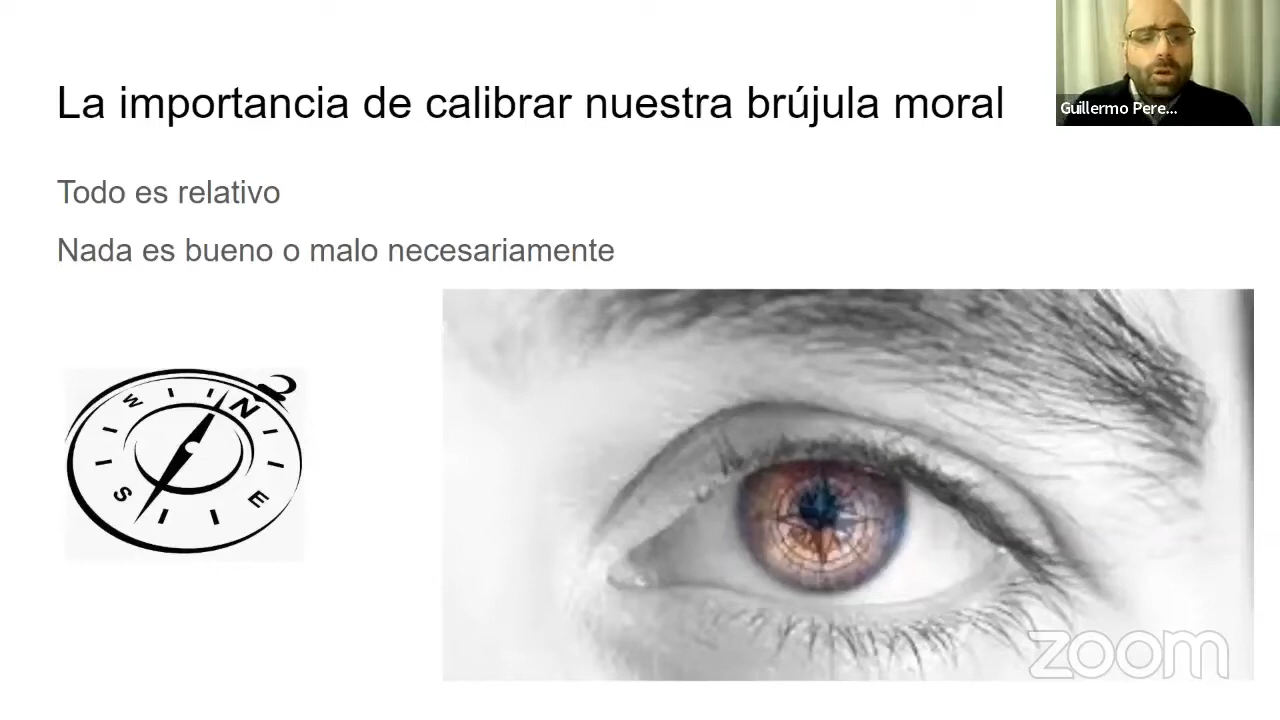 La importancia de calibrar nuestra brújula moral
Guillermo Pere...
Todo es relativo
Nada es bueno o malo necesariamente
N
W
E
S
zoom